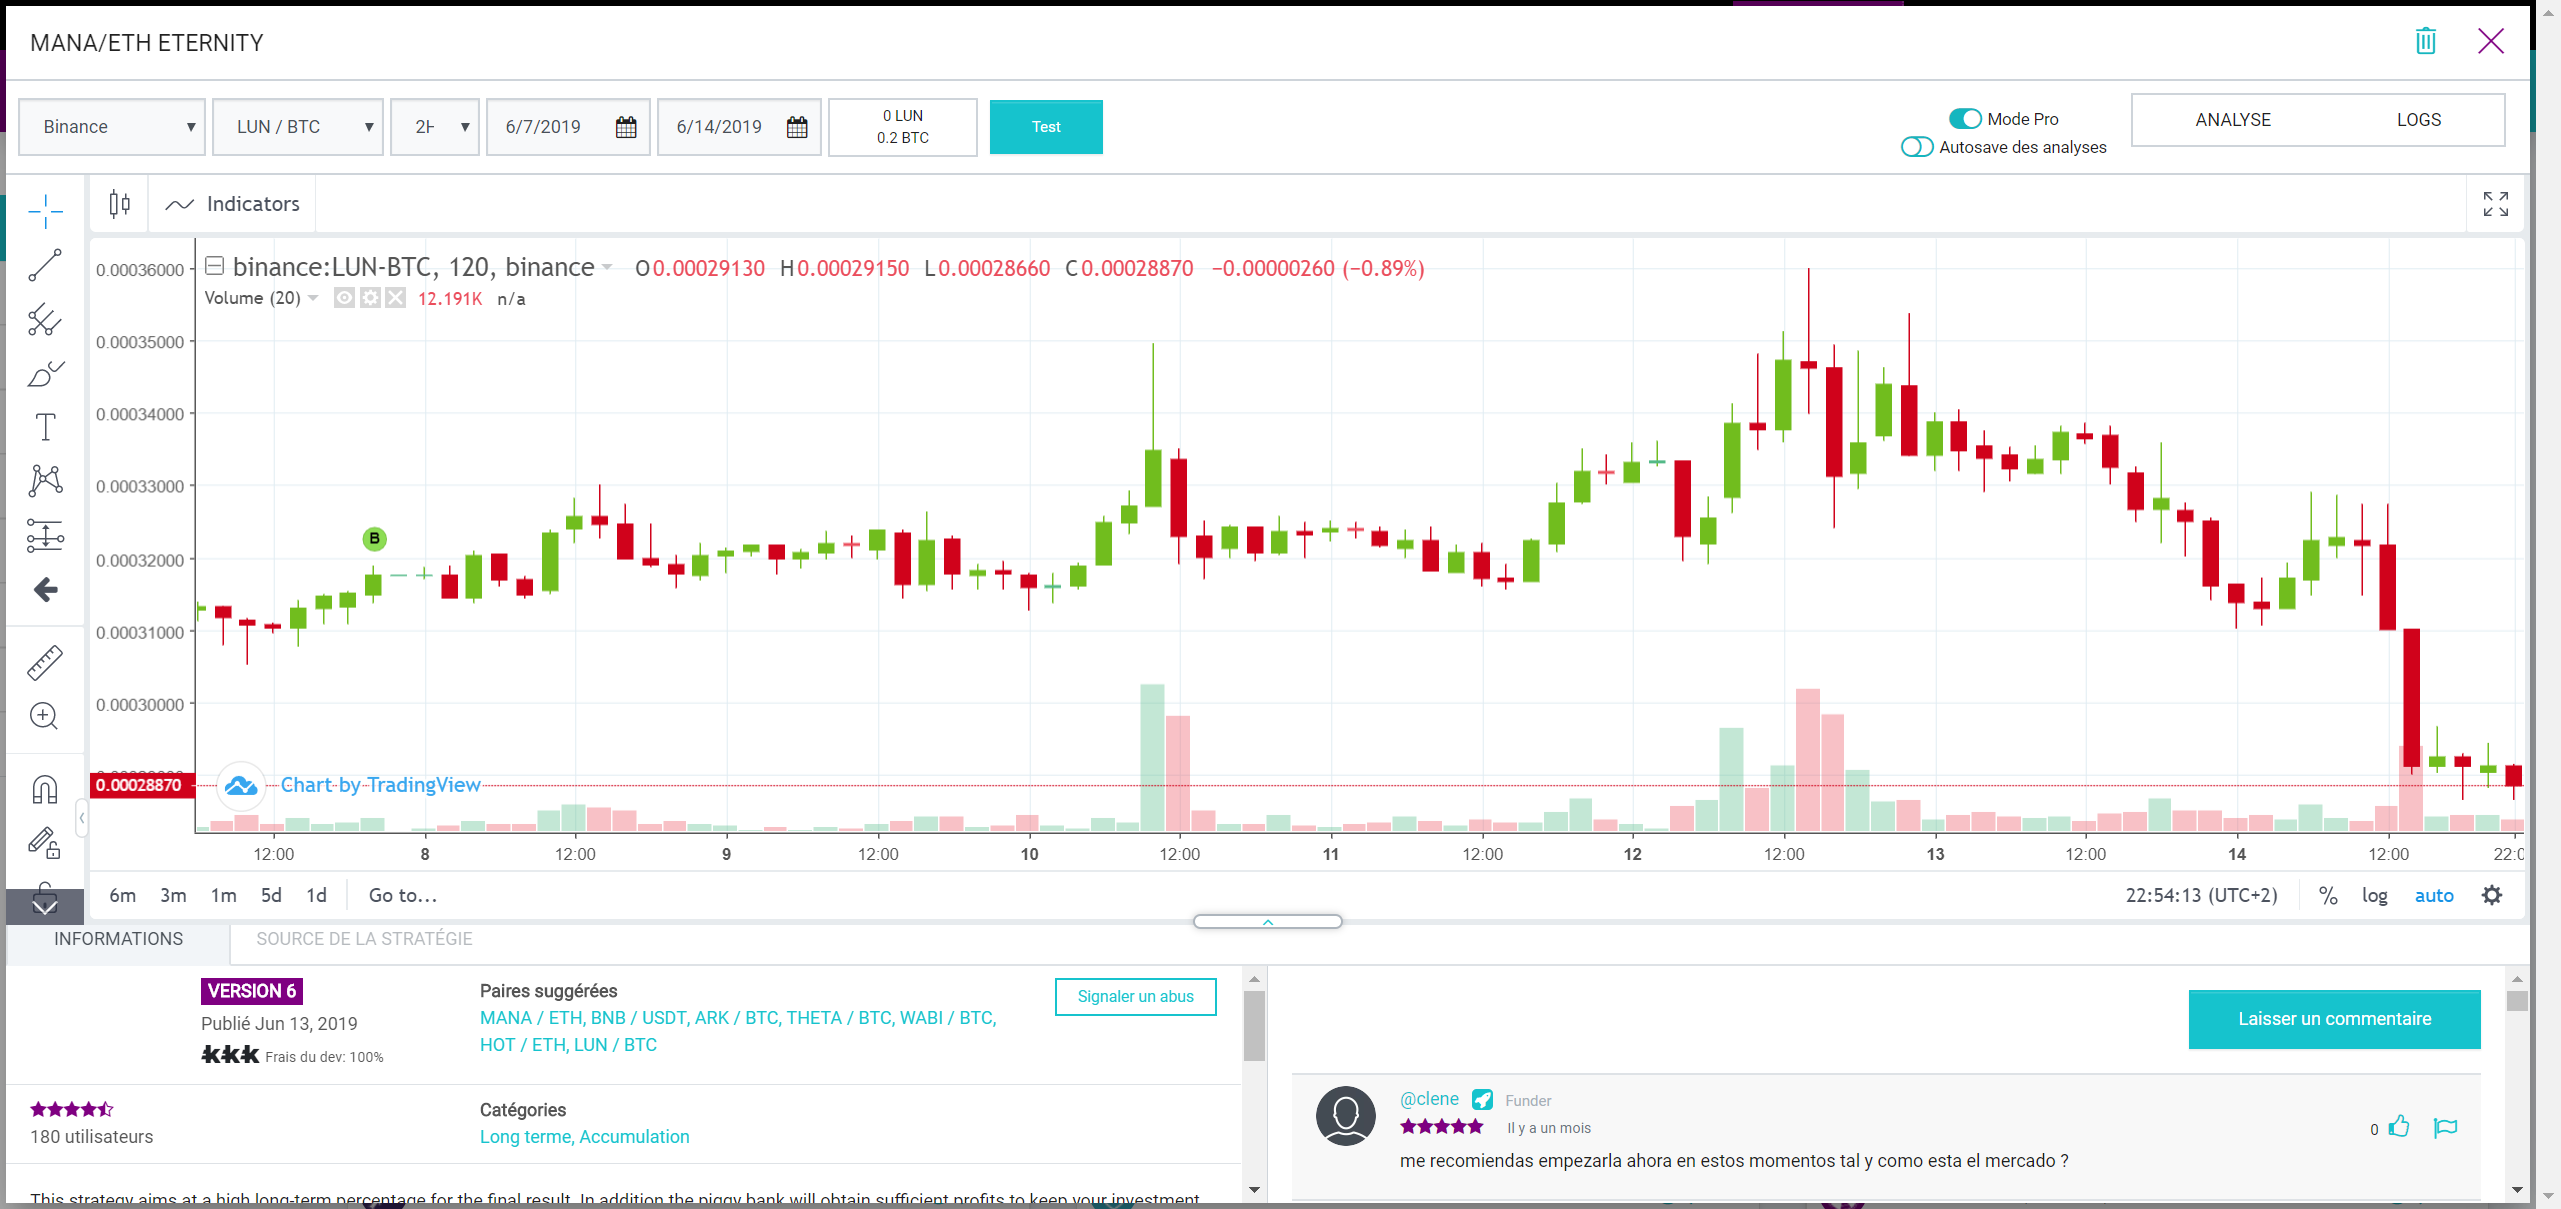 MANA/ETH ETERNITY
Binance
LUN / BTC
2H
6/7/2019
6/14/2019
0 LUN
0.2 BTC
Test
Mode Pro
Autosave des analyses
ANALYSE
LOGS
Indicators
binance:LUN-BTC, 120, binance O0.00029130 H0.00029150 L0.00028660 C0.00028870 −0.00000260 (−0.89%)
Volume (20) 12.191K n/a
0.00036000
0.00035000
0.00034000
0.00033000
0.00032000
0.00031000
0.00030000
0.00028870
B
Chart by TradingView
12:00 8 12:00 9 12:00 10 12:00 11 12:00 12 12:00 13 12:00 14 12:00 22:0
6m 3m 1m 5d 1d Go to...
22:54:13 (UTC+2) % log auto
INFORMATIONS
SOURCE DE LA STRATÉGIE
VERSION 6
Publié Jun 13, 2019
Frais du dev: 100%
Paires suggérées
MANA / ETH, BNB / USDT, ARK / BTC, THETA / BTC, WABI / BTC,
HOT / ETH, LUN / BTC
Signaler un abus
180 utilisateurs
Catégories
Long terme, Accumulation
This strategy aims at a high long-term percentage for the final result. In addition the piggy bank will obtain sufficient profits to keep your investment
Laisser un commentaire
@clene Funder
Il y a un mois
0
me recomiendas empezarla ahora en estos momentos tal y como esta el mercado ?